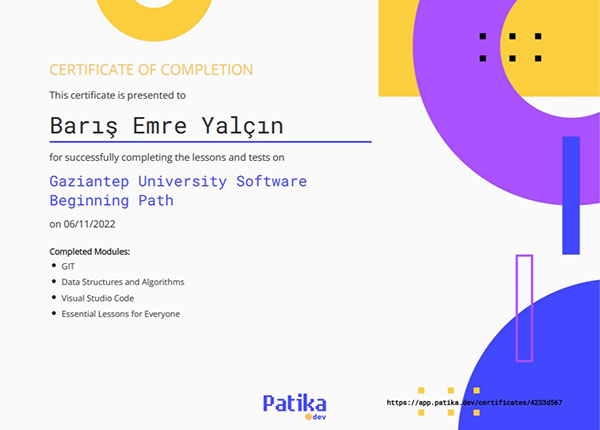 CERTIFICATE OF COMPLETION
This certificate is presented to
Barış Emre Yalçın
for successfully completing the lessons and tests on
Gaziantep University Software
Beginning Path
on 06/11/2022
Completed Modules:
GIT
Data Structures and Algorithms
Visual Studio Code
Essential Lessons for Everyone
Patika
dev
https://app.patika.dev/certificates/4233d567